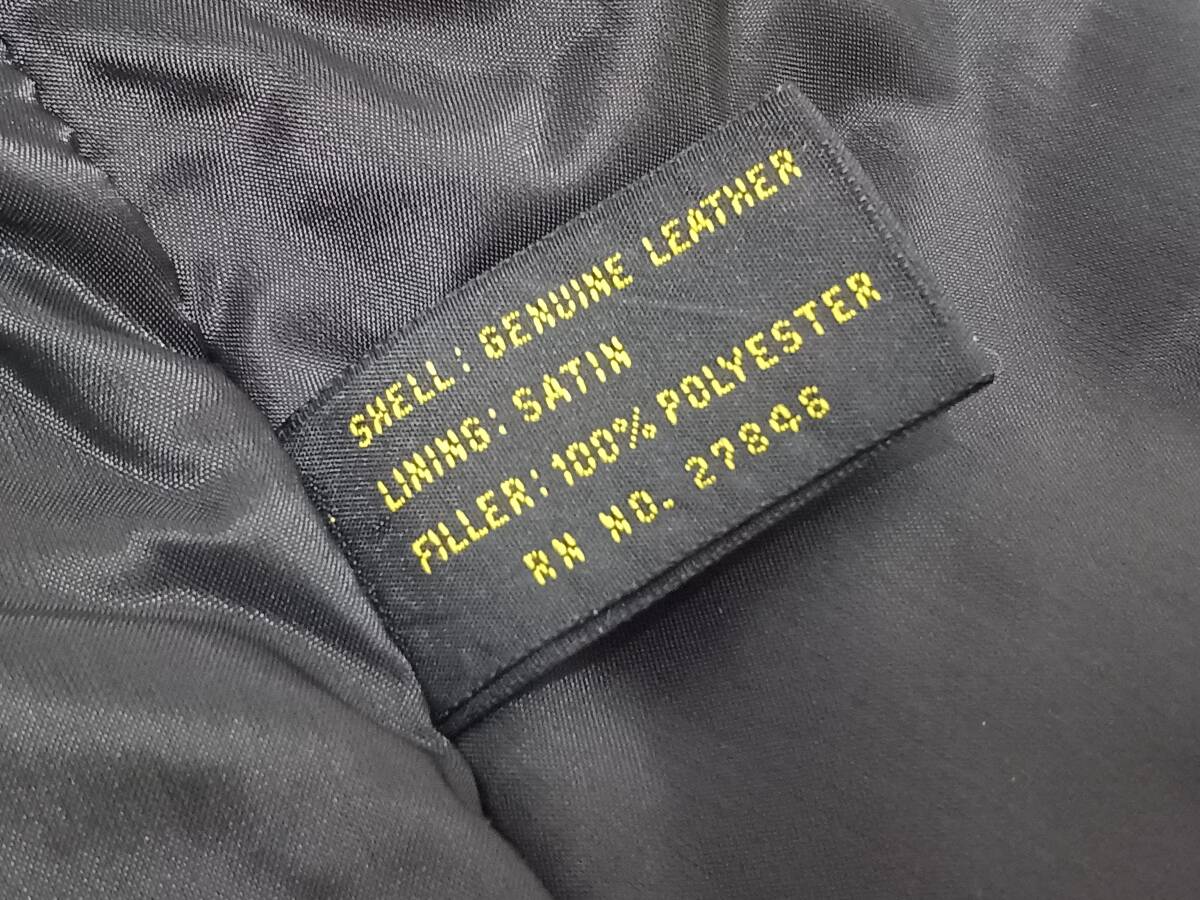 SHELL: GENUINE LEATHER
LINING: SATIN
FILLER: 100% POLYESTER
RN NO. 27846